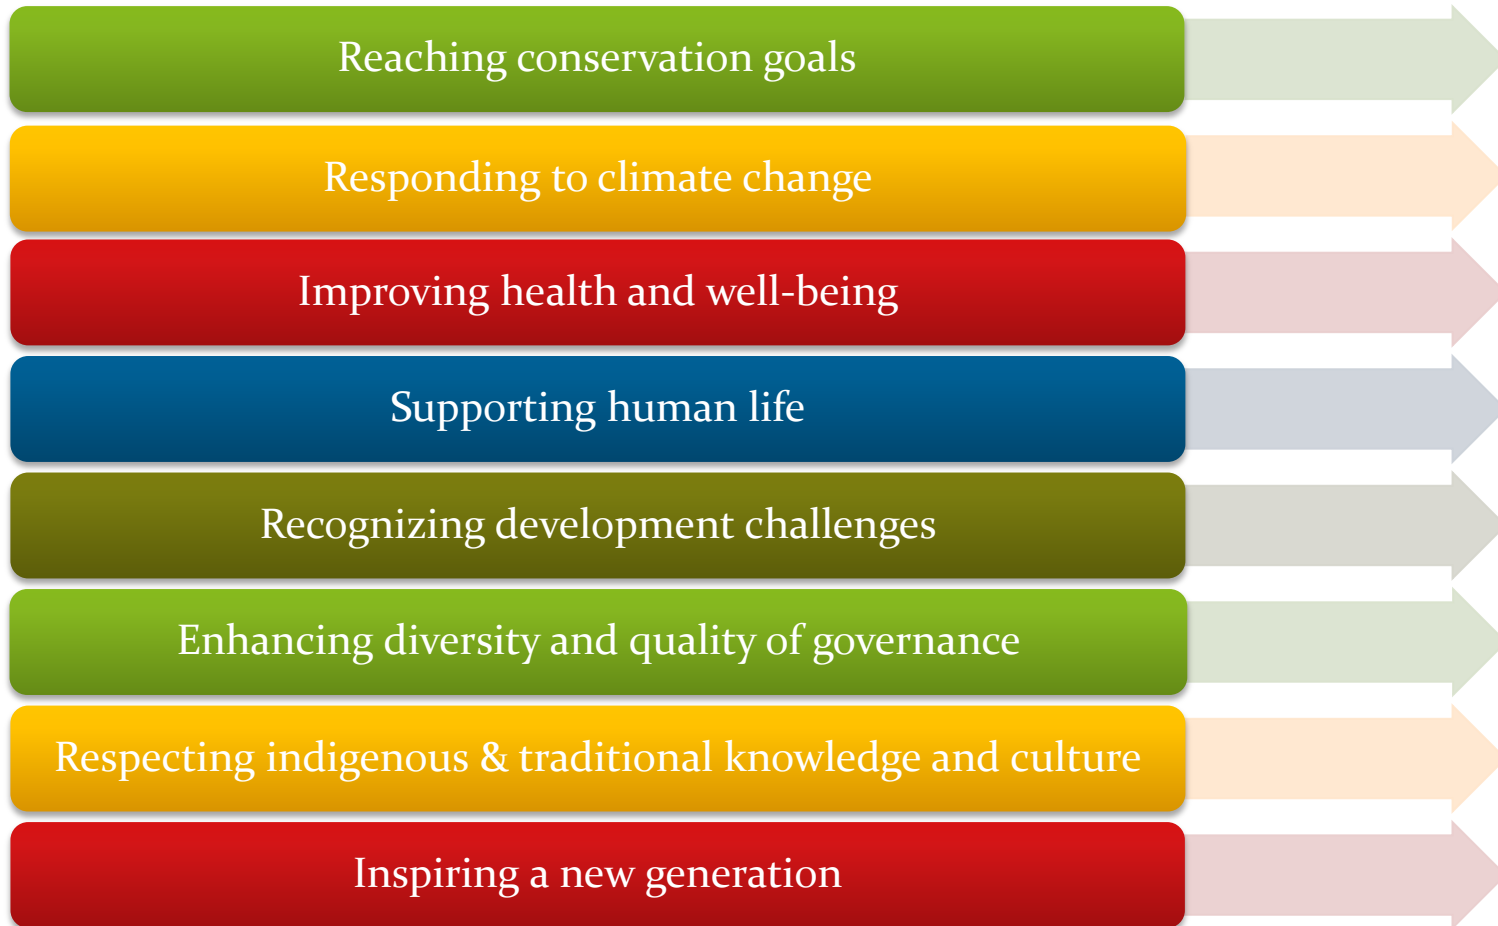 Reaching conservation goals
Responding to climate change
Improving health and well-being
Supporting human life
Recognizing development challenges
Enhancing diversity and quality of governance
Respecting indigenous & traditional knowledge and culture
Inspiring a new generation